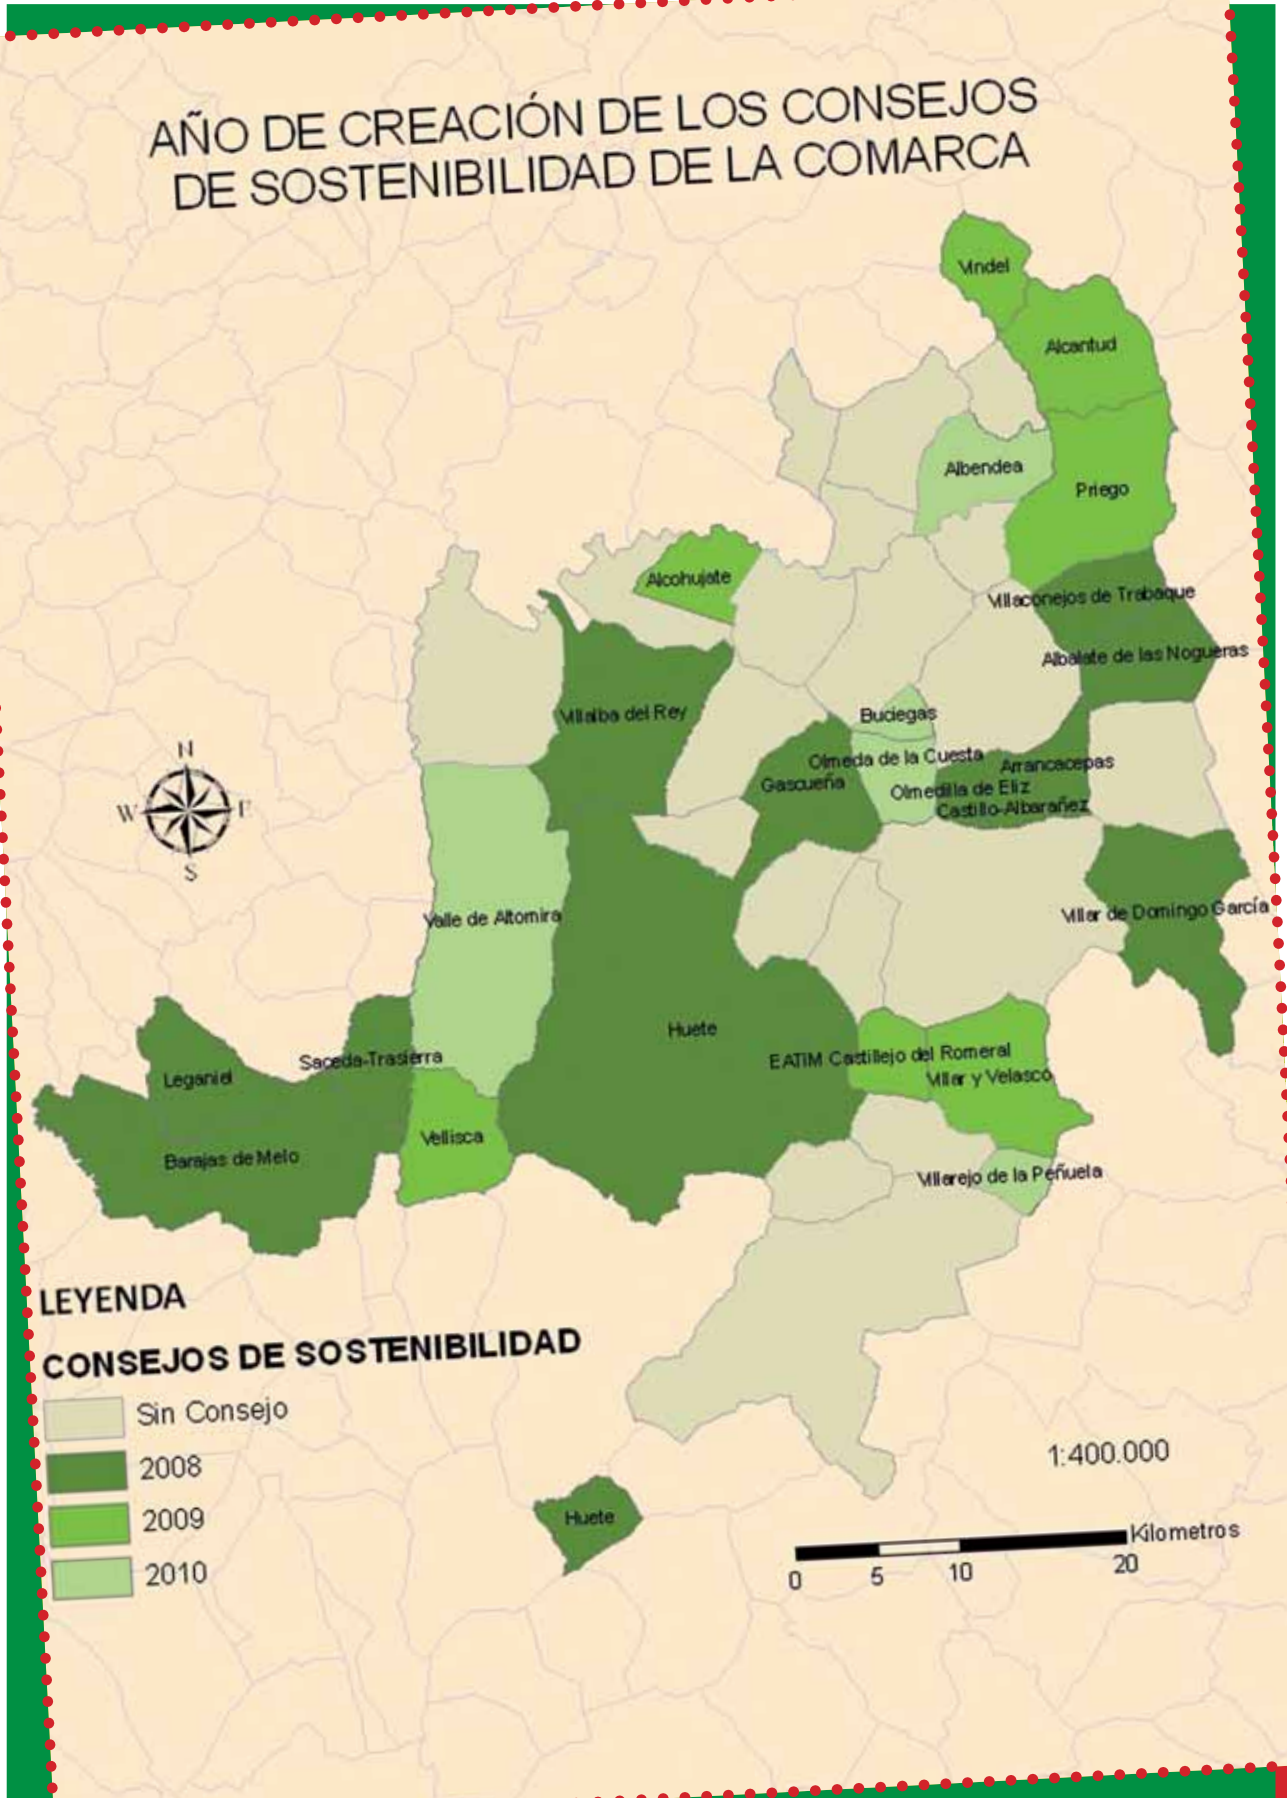 AÑO DE CREACIÓN DE LOS CONSEJOS
DE SOSTENIBILIDAD DE LA COMARCA
Vindel
Alcantud
Albendea
Priego
Alcohujate
Villaconejos de Trabaque
Albalate de las Nogueras
Villalba del Rey
Buciegas
Olmeda de la Cuesta
Arrancacepas
Gascueña
Olmedilla de Eliz
Castillo-Albarañez
N
W
E
S
Valle de Altomira
Villar de Domingo García
Huete
Saceda-Trasierra
EATIM Castillejo del Romeral
Leganiel
Villar y Velasco
Vellisca
Barajas de Melo
Villarejo de la Peñuela
LEYENDA
CONSEJOS DE SOSTENIBILIDAD
Sin Consejo
2008
2009
2010
Huete
1:400.000
Kilometros
0 5 10 20